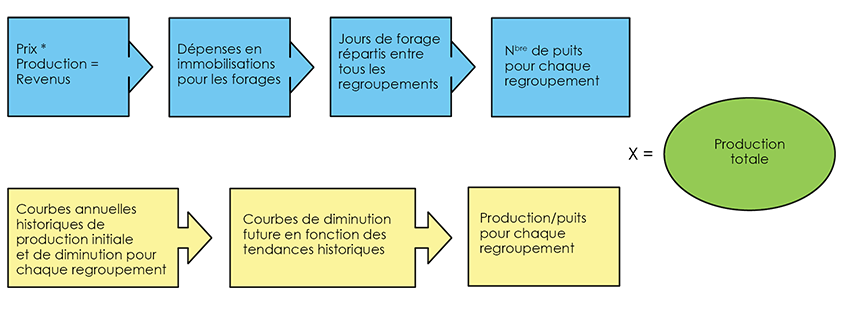 Prix *
Production =
Revenus
Dépenses en
immobilisations
pour les forages
Jours de forage
répartis entre
tous les
regroupements
Nbre de puits
pour chaque
regroupement
X =
Production
totale
Courbes annuelles
historiques de
production initiale
et de diminution pour
chaque regroupement
Courbes de diminution
future en fonction des
tendances historiques
Production/puits
pour chaque
regroupement